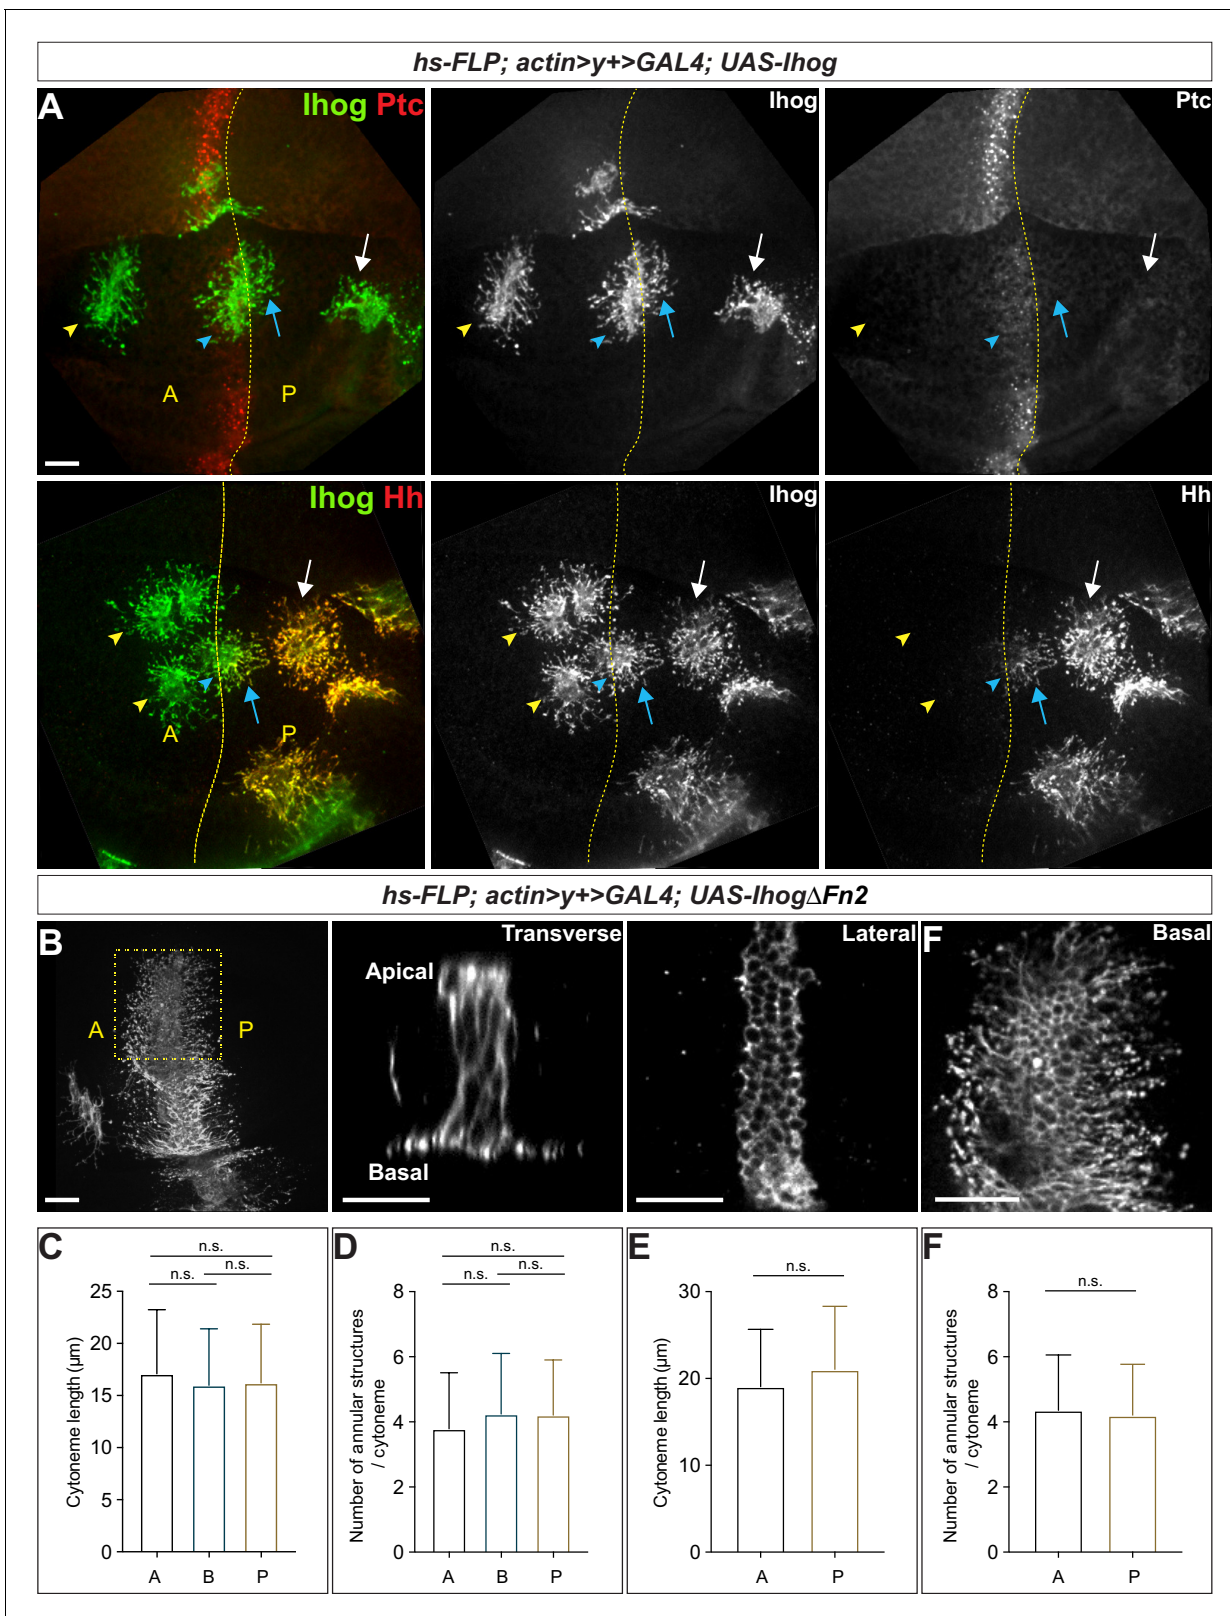 hs-FLP; actin>y+>GAL4; UAS-Ihog
A
Ihog Ptc
Ihog
Ptc
A
P
Ihog Hh
Ihog
Hh
A
P
hs-FLP; actin>y+>GAL4; UAS-IhogΔFn2
B
A
P
Transverse
Apical
Basal
Lateral
F
Basal
C
n.s.
n.s.
n.s.
Cytoneme length (µm)
25
20
15
10
5
0
A
B
P
D
n.s.
n.s.
n.s.
Number of annular structures
/ cytoneme
8
6
4
2
0
A
B
P
E
n.s.
Cytoneme length (µm)
30
20
10
0
A
P
F
n.s.
Number of annular structures
/ cytoneme
8
6
4
2
0
A
P